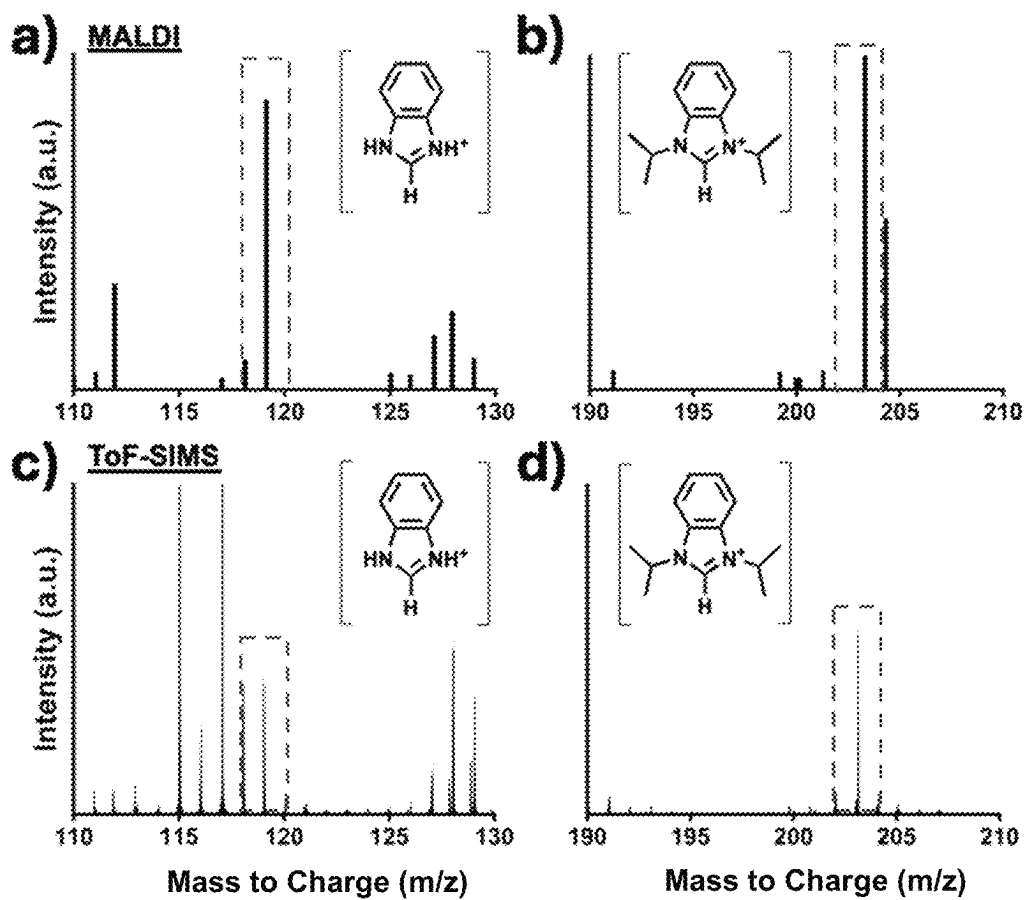 a) MALDI
b)
Intensity (a.u.)
HN NH+
H
N N+
H
110 115 120 125 130
190 195 200 205 210
c) ToF-SIMS
d)
Intensity (a.u.)
HN NH+
H
N N+
H
110 115 120 125 130
190 195 200 205 210
Mass to Charge (m/z)
Mass to Charge (m/z)